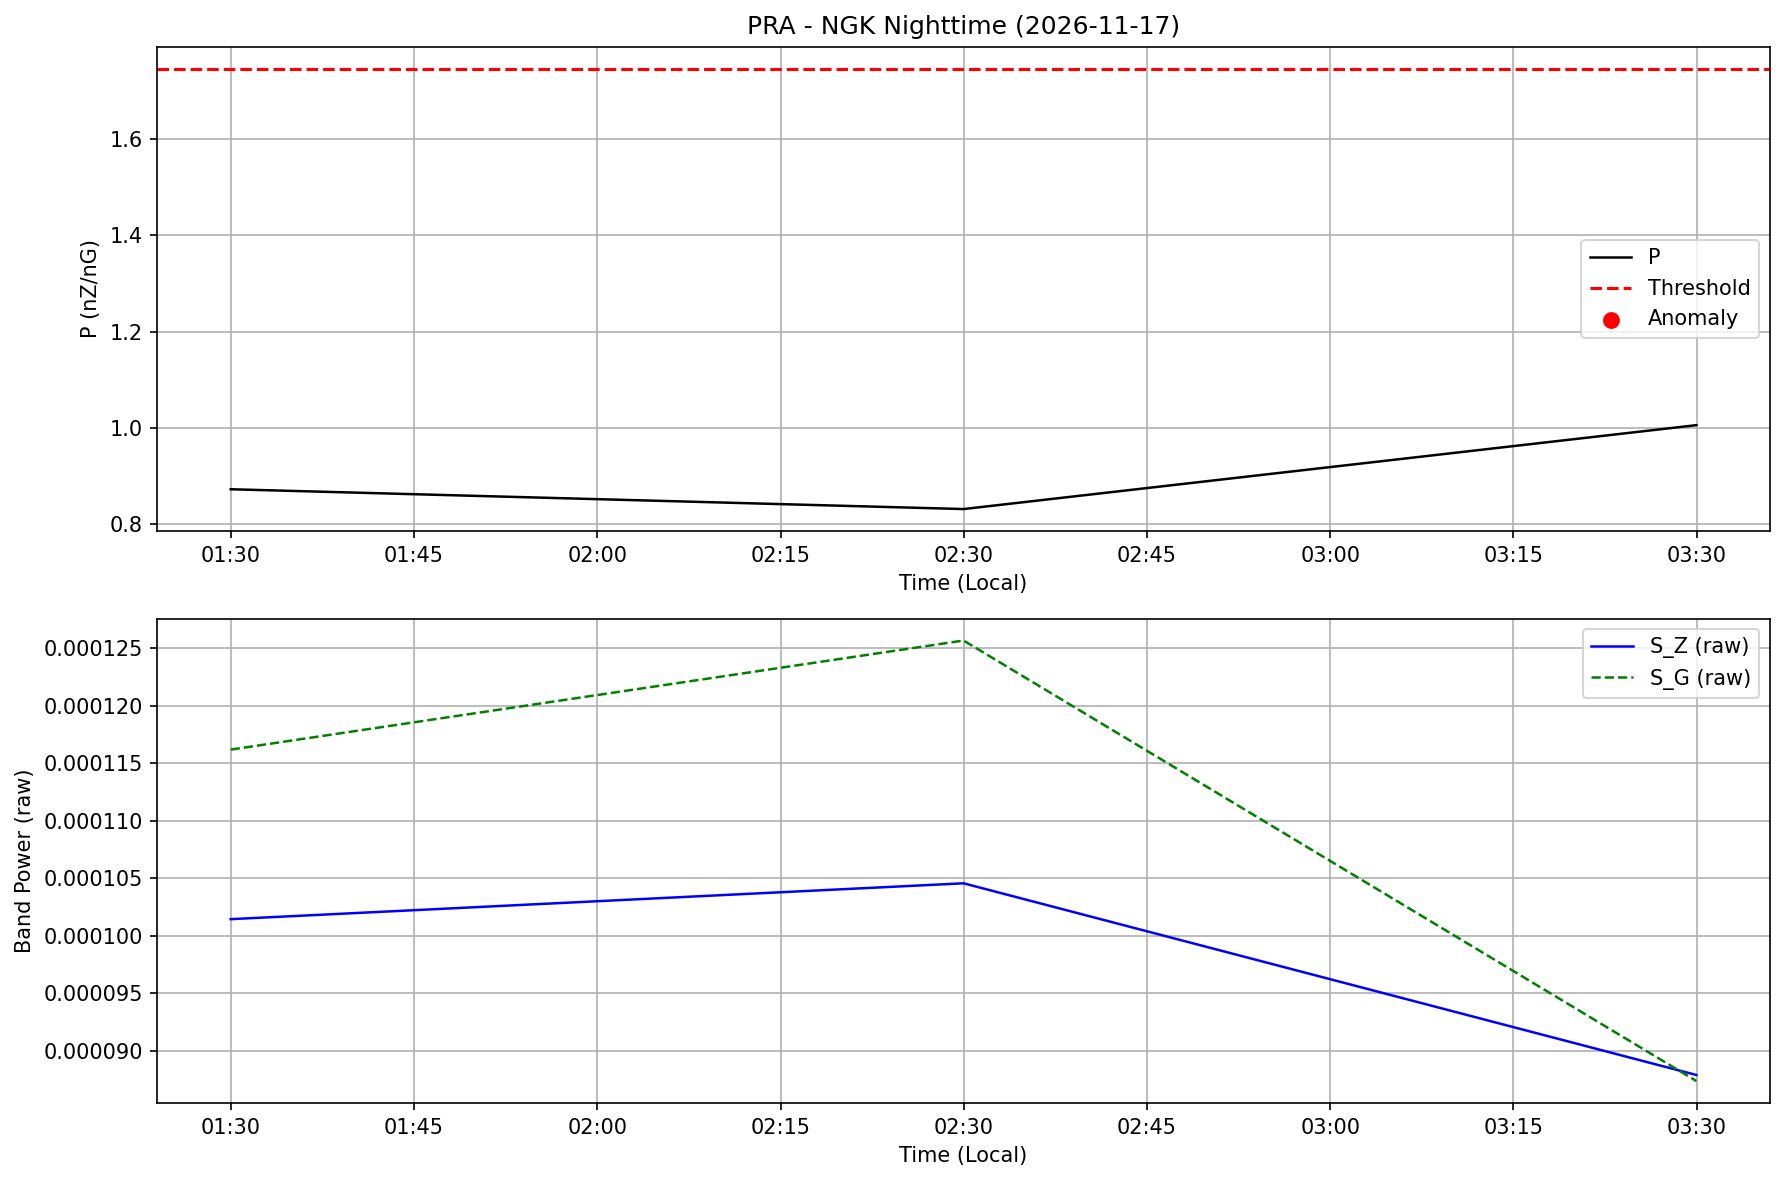 PRA - NGK Nighttime (2026-11-17)
P (nZ/nG)
1.6
1.4
1.2
1.0
0.8
P
Threshold
Anomaly
01:30 01:45 02:00 02:15 02:30 02:45 03:00 03:15 03:30
Time (Local)
Band Power (raw)
0.000125
0.000120
0.000115
0.000110
0.000105
0.000100
0.000095
0.000090
S_Z (raw)
S_G (raw)
01:30 01:45 02:00 02:15 02:30 02:45 03:00 03:15 03:30
Time (Local)